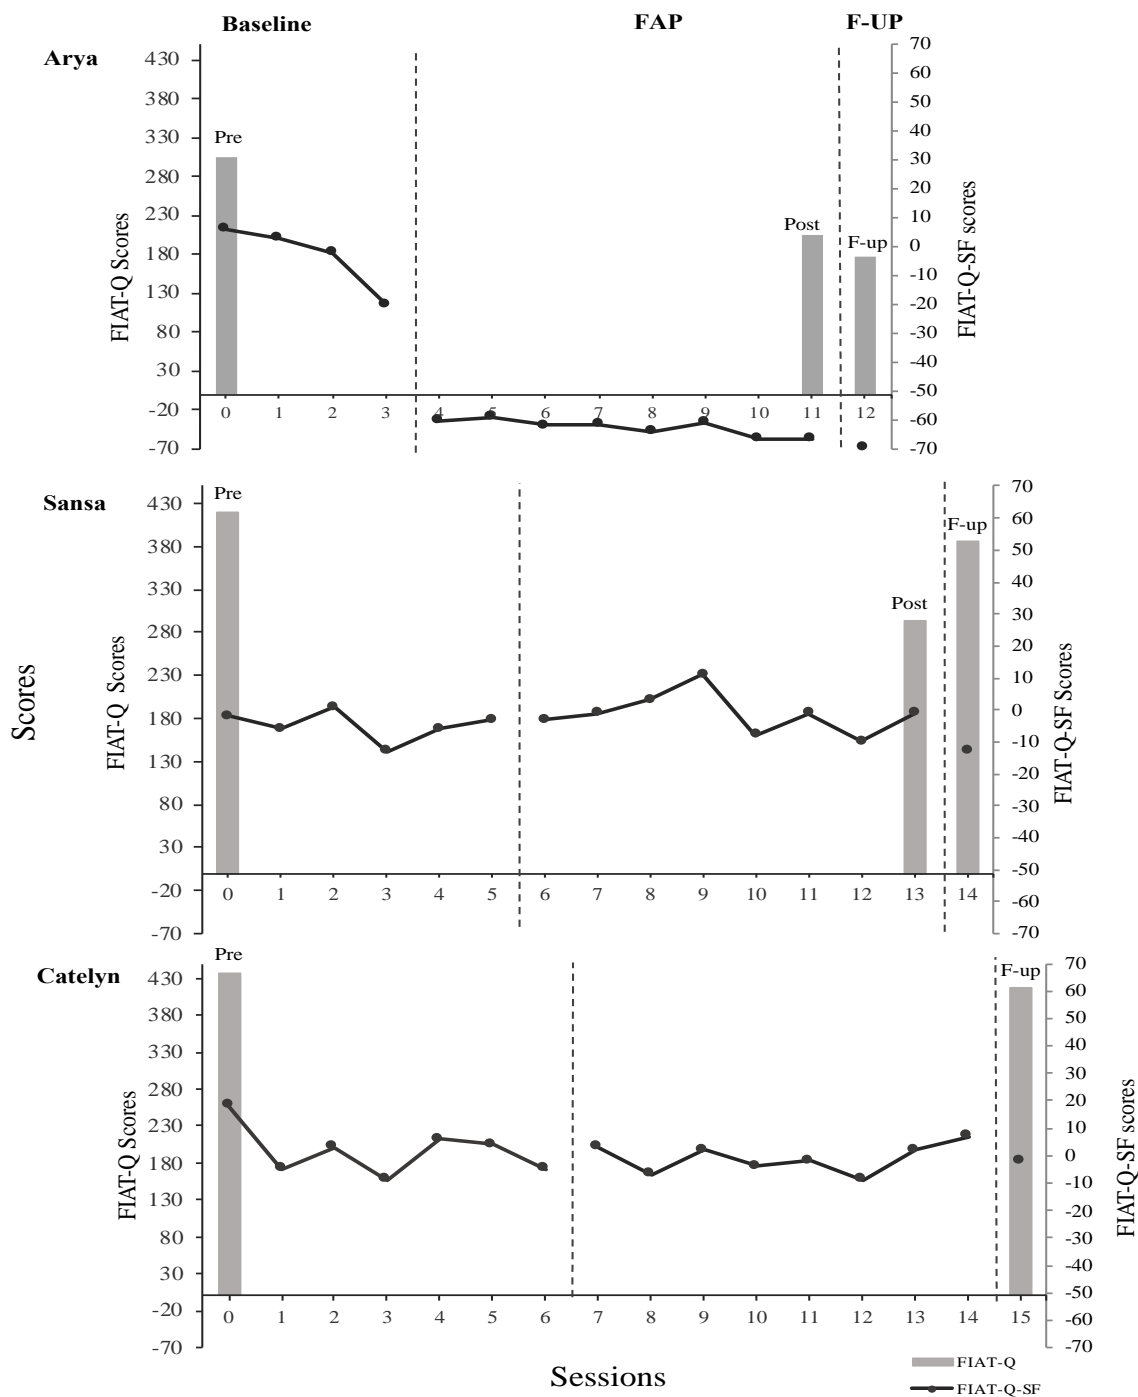 Baseline FAP F-UP
Arya
430 380 330 280 230 180 130 80 30 -20 -70
FIAT-Q Scores
Pre
Post
F-up
70 60 50 40 30 20 10 0 -10 -20 -30 -40 -50 -60 -70
FIAT-Q-SF scores
0 1 2 3 4 5 6 7 8 9 10 11 12
Sansa
430 380 330 280 230 180 130 80 30 -20 -70
FIAT-Q Scores
Pre
Post
F-up
70 60 50 40 30 20 10 0 -10 -20 -30 -40 -50 -60 -70
FIAT-Q-SF Scores
0 1 2 3 4 5 6 7 8 9 10 11 12 13 14
Scores
Catelyn
430 380 330 280 230 180 130 80 30 -20 -70
FIAT-Q Scores
Pre
F-up
70 60 50 40 30 20 10 0 -10 -20 -30 -40 -50 -60 -70
FIAT-Q-SF scores
0 1 2 3 4 5 6 7 8 9 10 11 12 13 14 15
Sessions
FIAT-Q
FIAT-Q-SF